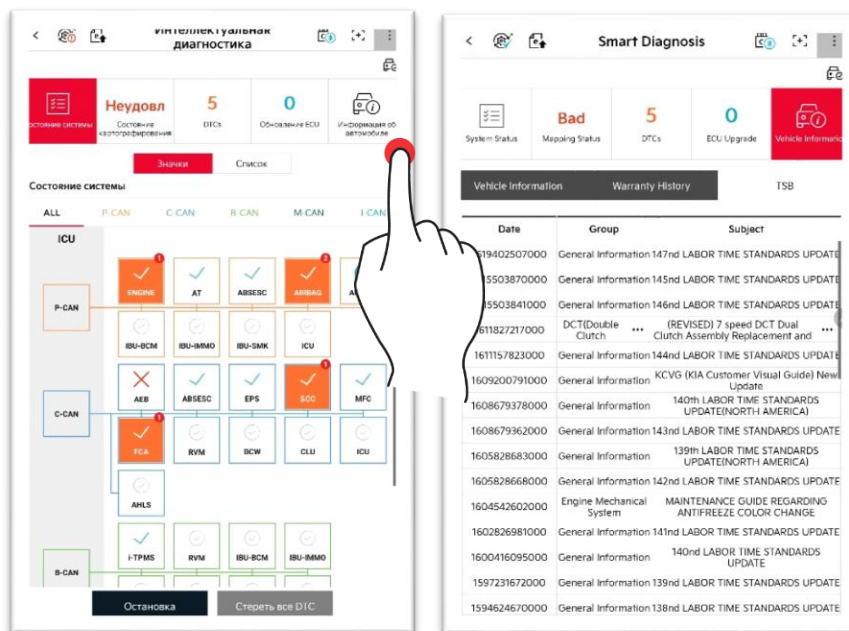 Интеллектуальная
диагностика
Неудовл
5
0
остояние системы
Состояние
картографирования
DTCs
Обновление ECU
Информация об
автомобиле
Значки
Список
Состояние системы
ALL
P-CAN
C-CAN
B-CAN
M-CAN
I-CAN
ICU
P-CAN
1
2
ENGINE
AT
ABSESC
AIRBAG
IBU-BCM
IBU-IMMO
IBU-SMK
ICU
C-CAN
1
AEB
ABSESC
EPS
SCC
MFC
1
FCA
RVM
BCW
CLU
ICU
AHLS
B-CAN
i-TPMS
RVM
IBU-BCM
IBU-IMMO
Остановка
Стереть все DTC
Smart Diagnosis
Bad
5
0
System Status
Mapping Status
DTCs
ECU Upgrade
Vehicle Informatio
Vehicle Information
Warranty History
TSB
Date Group Subject
619402507000 General Information 147nd LABOR TIME STANDARDS UPDATE
5503870000 General Information 145nd LABOR TIME STANDARDS UPDATE
5503841000 General Information 146nd LABOR TIME STANDARDS UPDATE
611827217000 DCT(Double Clutch ••• (REVISED) 7 speed DCT Dual Clutch Assembly Replacement and •••
1611157823000 General Information 144nd LABOR TIME STANDARDS UPDATE
1609200791000 General Information KCVG (KIA Customer Visual Guide) New Update
1608679378000 General Information 140th LABOR TIME STANDARDS UPDATE(NORTH AMERICA)
1608679362000 General Information 143nd LABOR TIME STANDARDS UPDATE
1605828683000 General Information 139th LABOR TIME STANDARDS UPDATE(NORTH AMERICA)
1605828668000 General Information 142nd LABOR TIME STANDARDS UPDATE
1604542602000 Engine Mechanical System MAINTENANCE GUIDE REGARDING ANTIFREEZE COLOR CHANGE
1602826981000 General Information 141nd LABOR TIME STANDARDS UPDATE
1600416095000 General Information 140nd LABOR TIME STANDARDS UPDATE
1597231672000 General Information 139nd LABOR TIME STANDARDS UPDATE
1594624670000 General Information 138nd LABOR TIME STANDARDS UPDATE